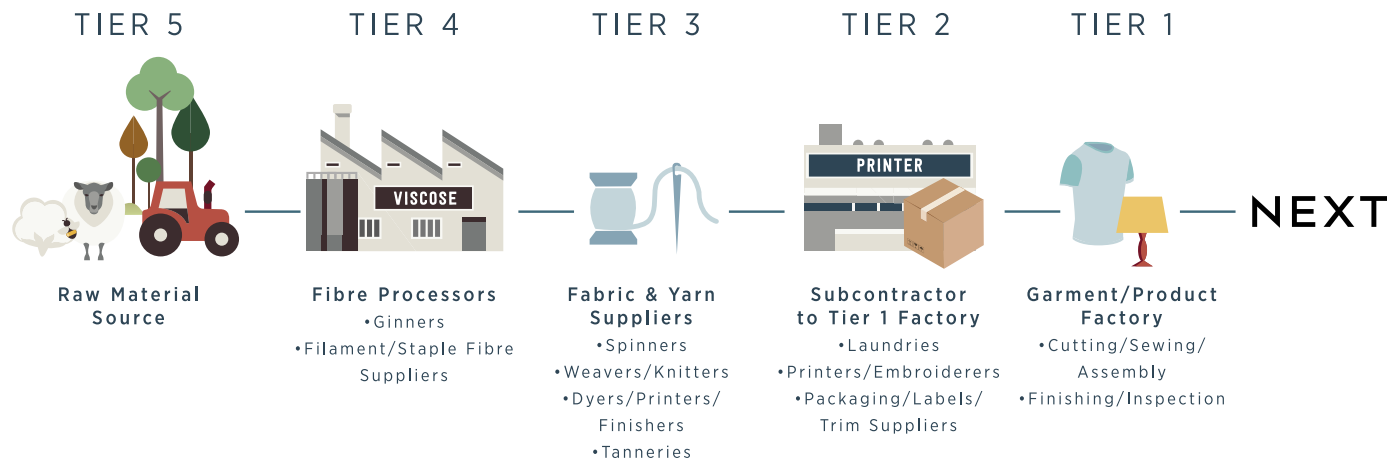 TIER 5
TIER 4
TIER 3
TIER 2
TIER 1
VISCOSE
PRINTER
NEXT
Raw Material
Source
Fibre Processors
•Ginners
•Filament/Staple Fibre
Suppliers
Fabric & Yarn
Suppliers
•Spinners
•Weavers/Knitters
•Dyers/Printers/
Finishers
•Tanneries
Subcontractor
to Tier 1 Factory
•Laundries
•Printers/Embroiderers
•Packaging/Labels/
Trim Suppliers
Garment/Product
Factory
•Cutting/Sewing/
Assembly
•Finishing/Inspection